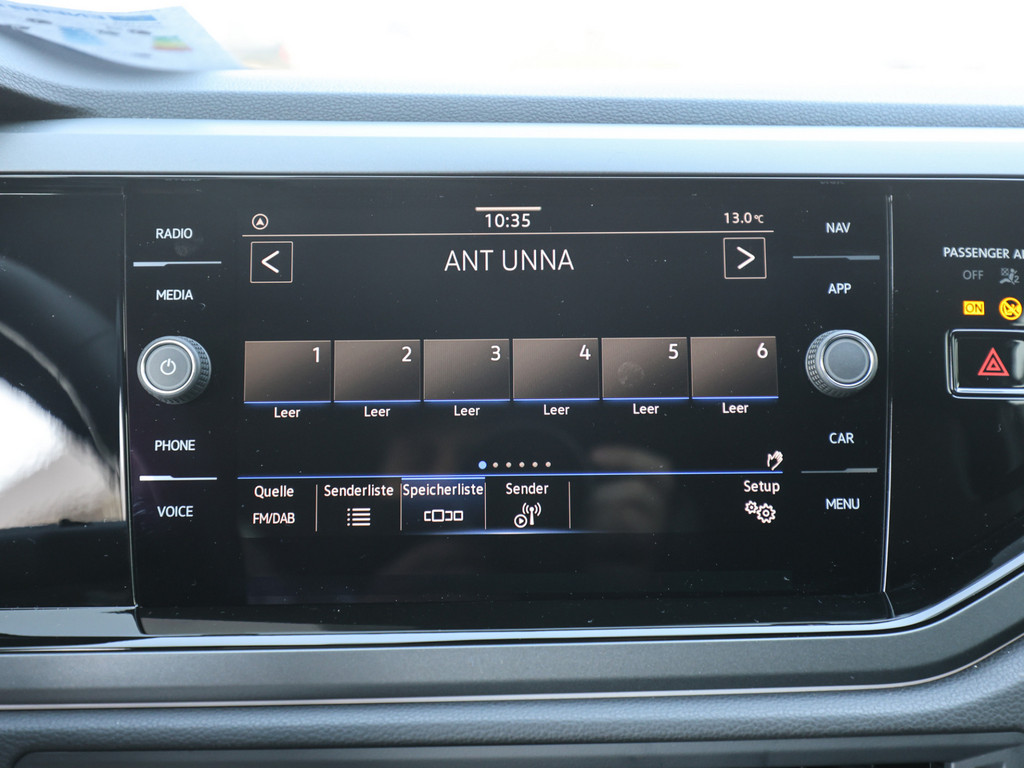 RADIO
MEDIA
PHONE
VOICE
10:35
13.0°C
<
ANT UNNA
>
1 2 3 4 5 6
Leer Leer Leer Leer Leer Leer
Quelle Senderliste Speicherliste Sender Setup
FM/DAB
NAV
APP
CAR
MENU
PASSENGER AI
OFF
ON